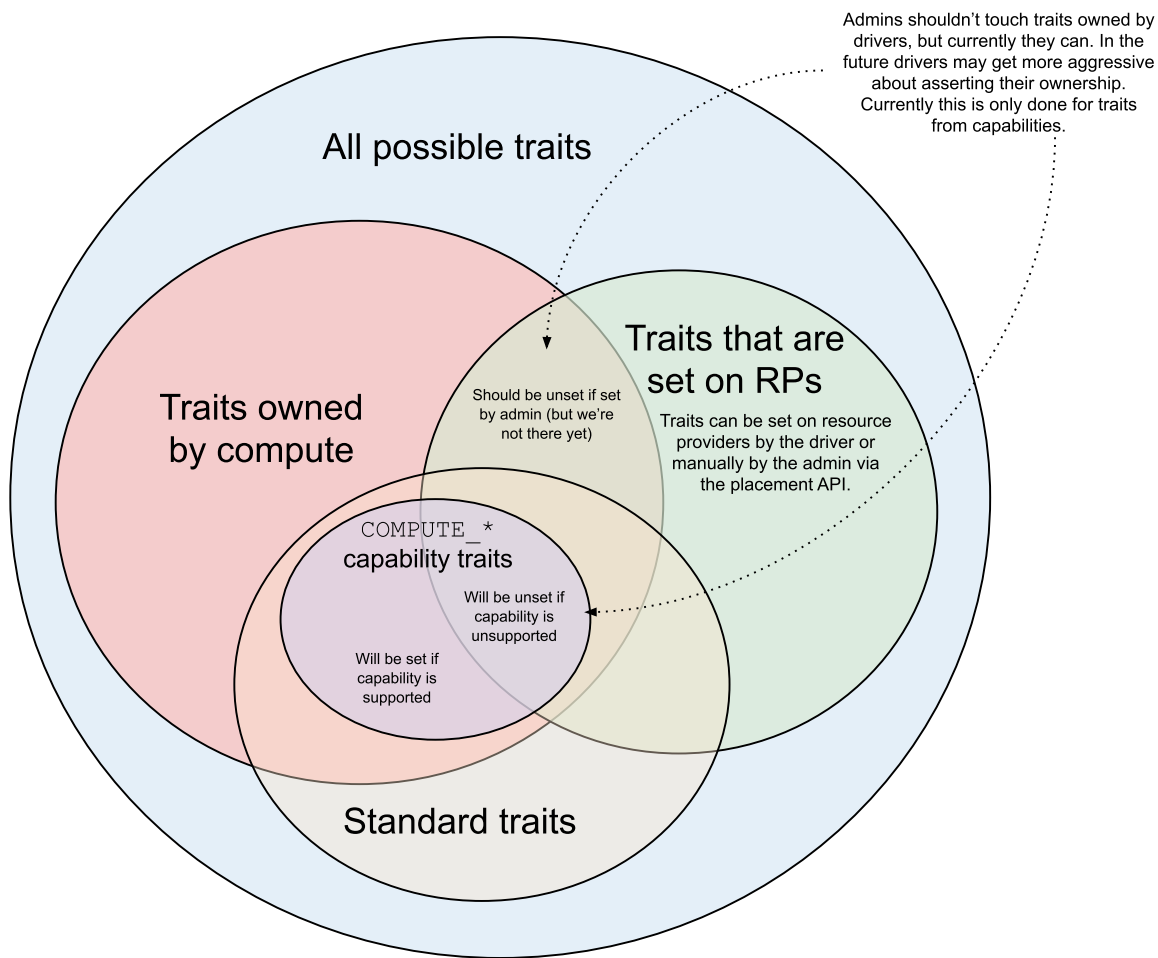 Admins shouldn’t touch traits owned by
drivers, but currently they can. In the
future drivers may get more aggressive
about asserting their ownership.
Currently this is only done for traits
from capabilities.
All possible traits
Traits that are
set on RPs
Traits can be set on resource
providers by the driver or
manually by the admin via
the placement API.
Traits owned
by compute
Should be unset if set
by admin (but we’re
not there yet)
COMPUTE_*
capability traits
Will be unset if
capability is
unsupported
Will be set if
capability is
supported
Standard traits